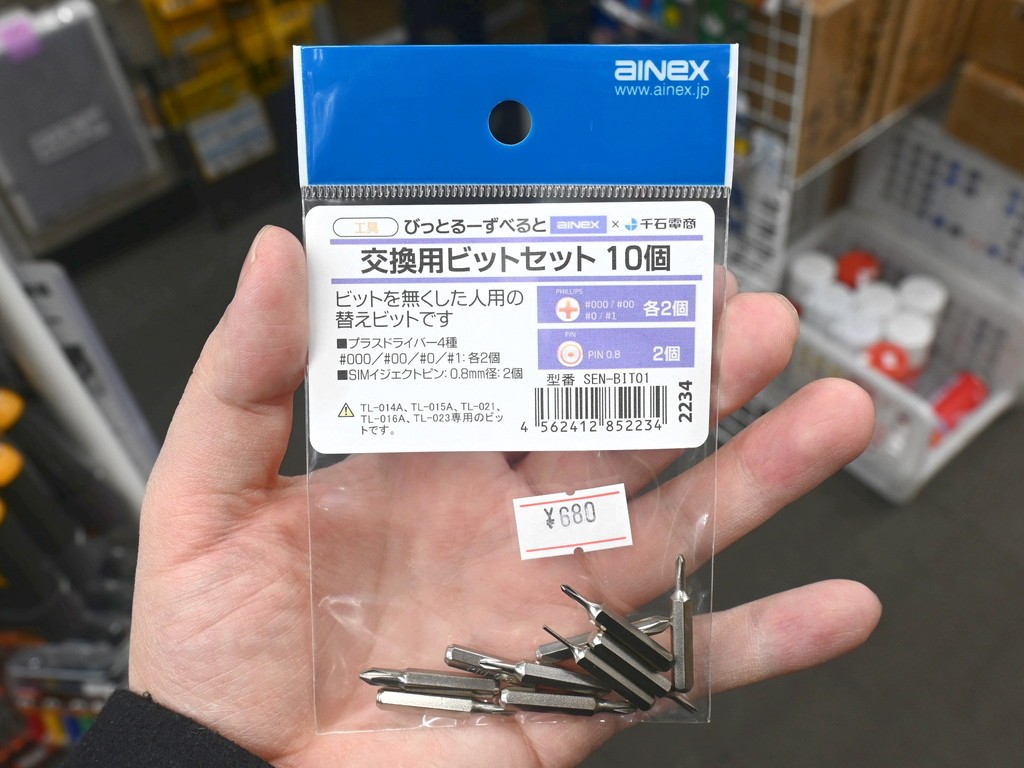 aiNEX
www.ainex.jp
工具 びっとるーずべると aiNEX × 千石電商
交換用ビットセット 10個
ビットを無くした人用の
替えビットです
■プラスドライバー4種
#000／#00／#0／#1: 各2個
■SIMイジェクトピン: 0.8mm径: 2個
PHILLIPS
#000 / #00
#0 / #1
各2個
PIN
PIN 0.8
2個
型番 SEN-BIT01
4 562412 852234
2234
TL-014A、TL-015A、TL-021、
TL-016A、TL-023専用のビッ
トです。
¥680